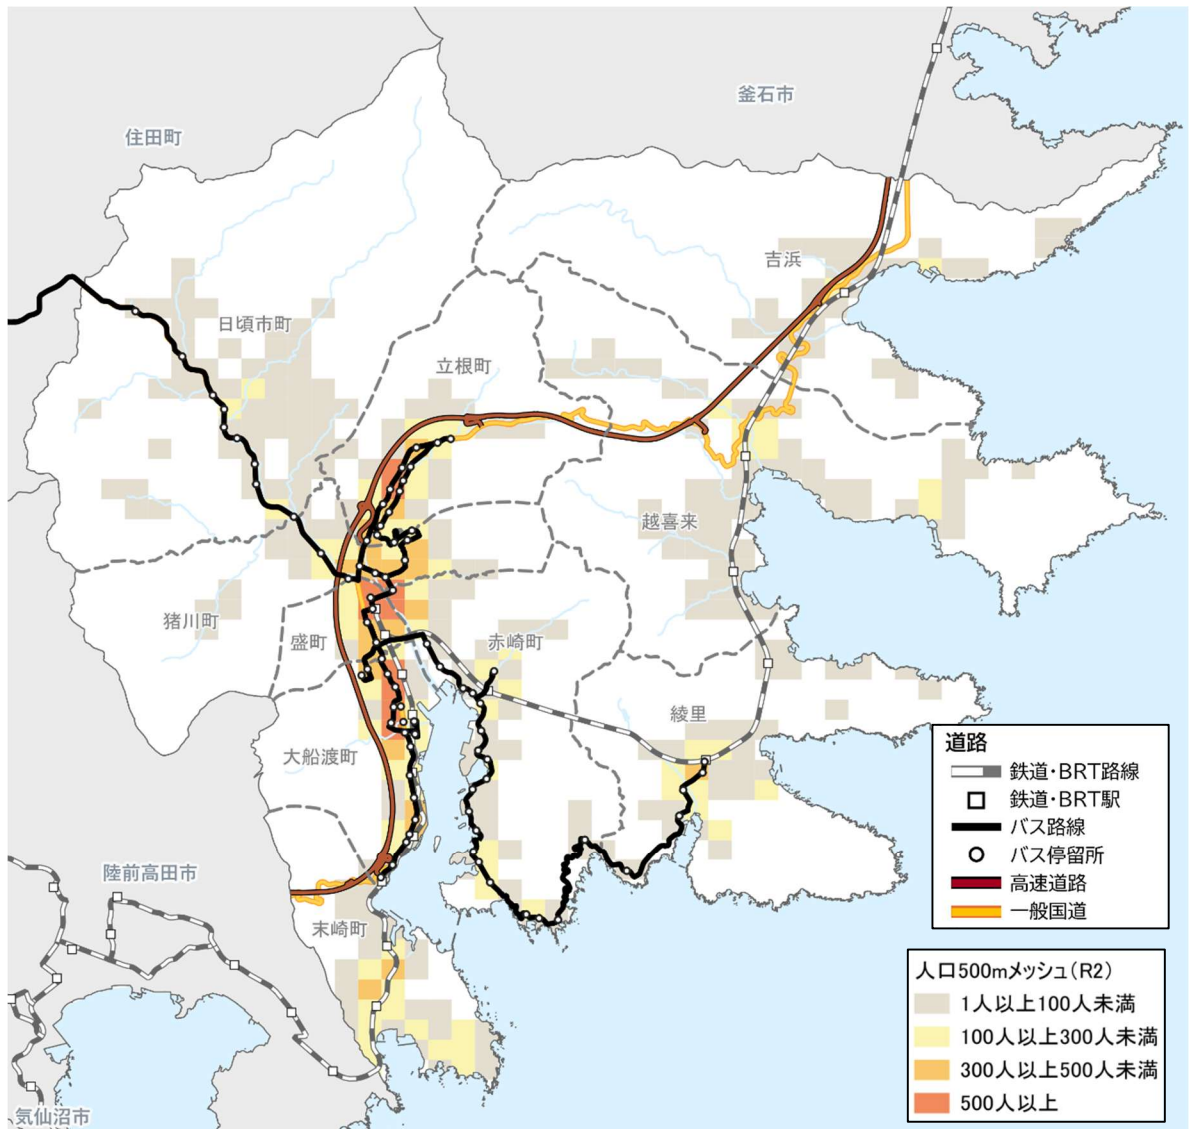 釜石市
住田町
吉浜
日頃市町
立根町
越喜来
猪川町
盛町
赤崎町
綾里
大船渡町
陸前高田市
末崎町
気仙沼市
道路
鉄道・BRT路線
鉄道・BRT駅
バス路線
バス停留所
高速道路
一般国道
人口500mメッシュ(R2)
1人以上100人未満
100人以上300人未満
300人以上500人未満
500人以上